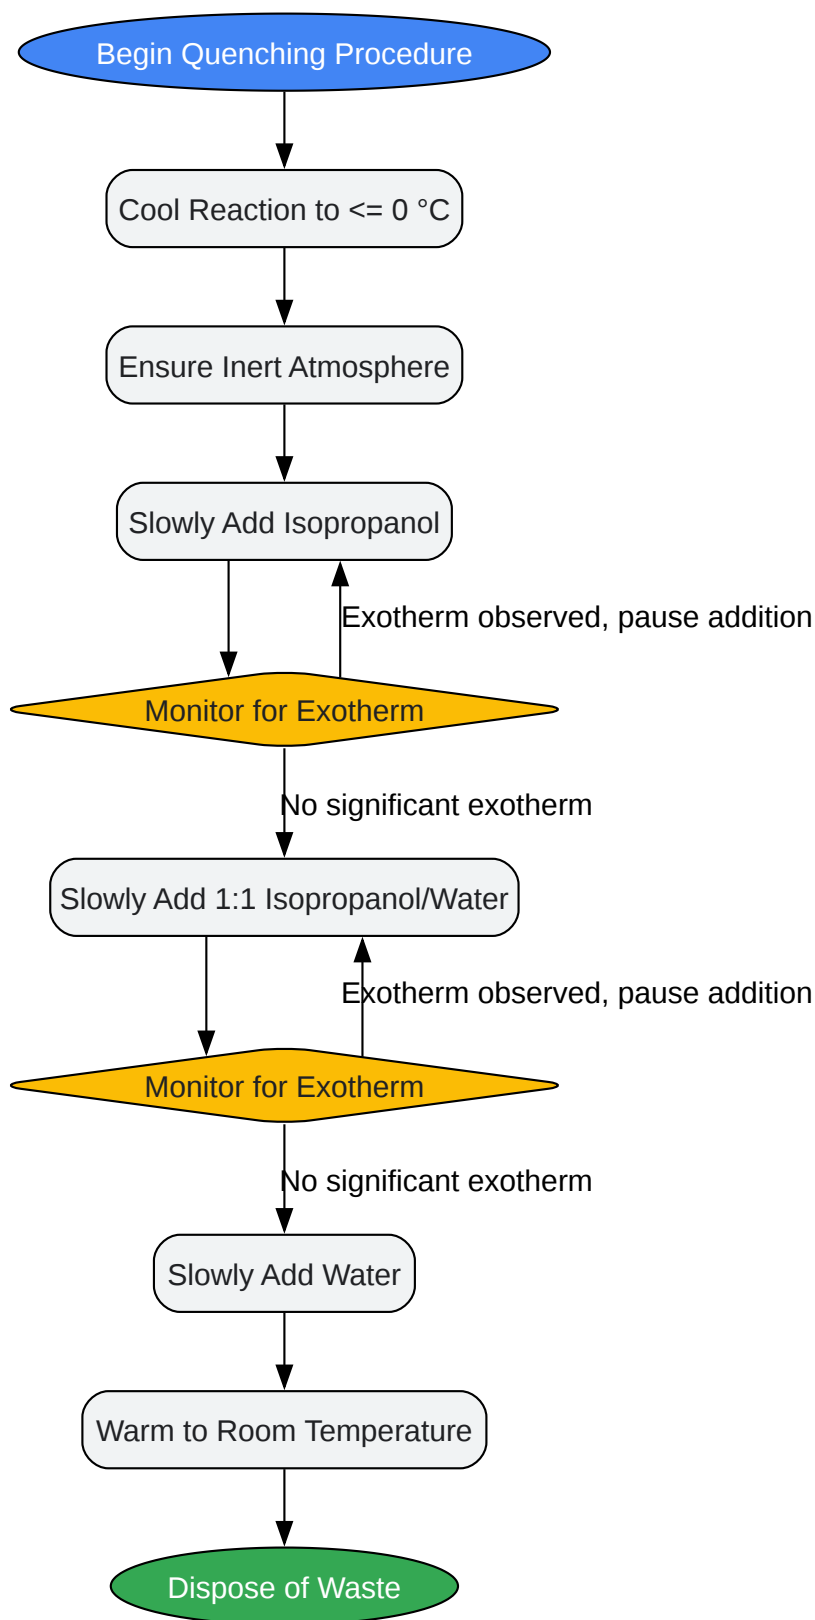 Begin Quenching Procedure
Cool Reaction to <= 0 °C
Ensure Inert Atmosphere
Slowly Add Isopropanol
Exotherm observed, pause addition
Monitor for Exotherm
No significant exotherm
Slowly Add 1:1 Isopropanol/Water
Exotherm observed, pause addition
Monitor for Exotherm
No significant exotherm
Slowly Add Water
Warm to Room Temperature
Dispose of Waste